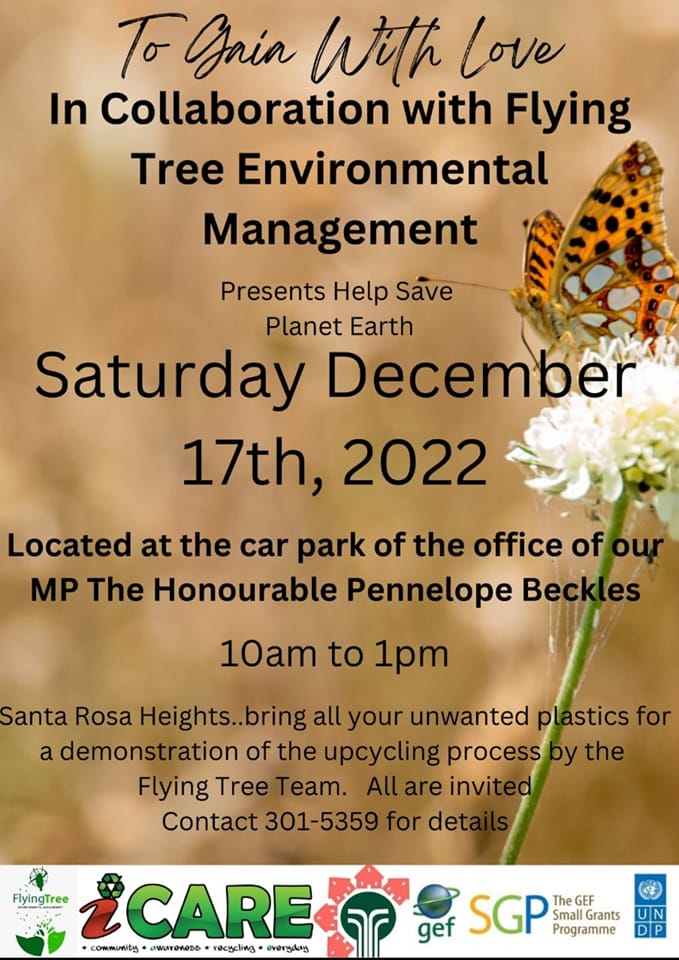 To Gain With Love
In Collaboration with Flying
Tree Environmental
Management
Presents Help Save
Planet Earth
Saturday December
17th, 2022
Located at the car park of the office of our
MP The Honourable Pennelope Beckles
10am to 1pm
Santa Rosa Heights..bring all your unwanted plastics for
a demonstration of the upcycling process by the
Flying Tree Team. All are invited
Contact 301-5359 for details
FlyingTree
iCARE
• community • awareness • recycling • everyday
gef
SGP
The GEF
Small Grants
Programme
U N
D P